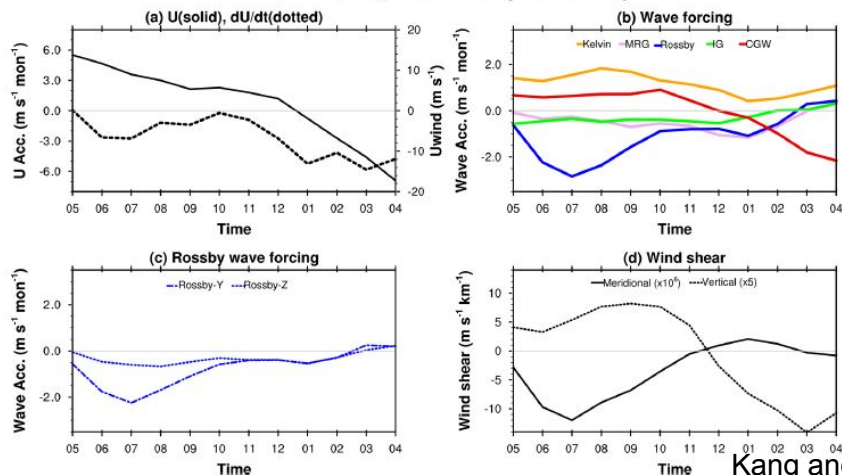 (a) U(solid), dU/dt(dotted)
U Acc. (m s⁻¹ mon⁻¹)
6.0
3.0
0.0
-3.0
-6.0
20
10
0
-10
-20
Uwind (m s⁻¹)
05 06 07 08 09 10 11 12 01 02 03 04
Time
(b) Wave forcing
Kelvin MRG Rossby IG CGW
Wave Acc. (m s⁻¹ mon⁻¹)
2.0
0.0
-2.0
05 06 07 08 09 10 11 12 01 02 03 04
Time
(c) Rossby wave forcing
Rossby-Y Rossby-Z
Wave Acc. (m s⁻¹ mon⁻¹)
2.0
0.0
-2.0
05 06 07 08 09 10 11 12 01 02 03 04
Time
(d) Wind shear
Meridional (x10⁶) Vertical (x5)
Wind shear (m s⁻¹ km⁻¹)
10
5
0
-5
-10
05 06 07 08 09 10 11 12 01 02 03 04
Time
Kang an